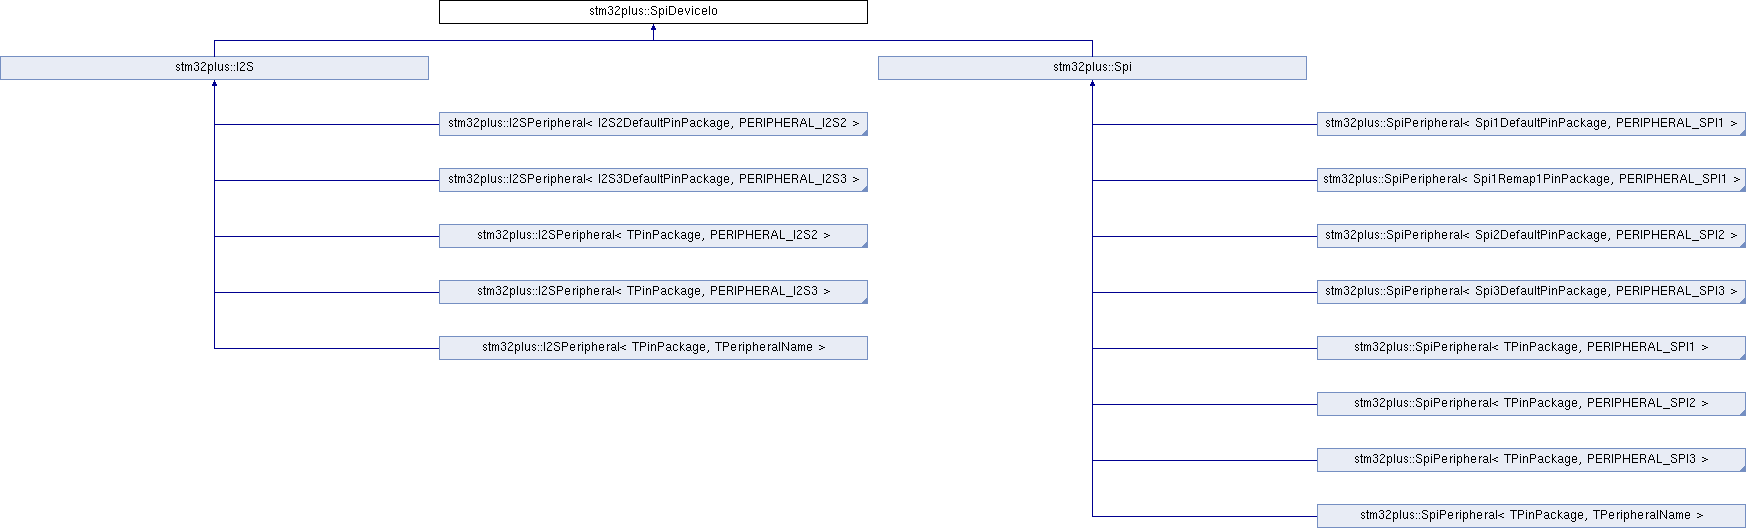 stm32plus::SpiDeviceIo
stm32plus::I2S
stm32plus::Spi
stm32plus::I2SPeripheral< I2S2DefaultPinPackage, PERIPHERAL_I2S2 >
stm32plus::SpiPeripheral< Spi1DefaultPinPackage, PERIPHERAL_SPI1 >
stm32plus::I2SPeripheral< I2S3DefaultPinPackage, PERIPHERAL_I2S3 >
stm32plus::SpiPeripheral< Spi1Remap1PinPackage, PERIPHERAL_SPI1 >
stm32plus::I2SPeripheral< TPinPackage, PERIPHERAL_I2S2 >
stm32plus::SpiPeripheral< Spi2DefaultPinPackage, PERIPHERAL_SPI2 >
stm32plus::I2SPeripheral< TPinPackage, PERIPHERAL_I2S3 >
stm32plus::SpiPeripheral< Spi3DefaultPinPackage, PERIPHERAL_SPI3 >
stm32plus::I2SPeripheral< TPinPackage, TPeripheralName >
stm32plus::SpiPeripheral< TPinPackage, PERIPHERAL_SPI1 >
stm32plus::SpiPeripheral< TPinPackage, PERIPHERAL_SPI2 >
stm32plus::SpiPeripheral< TPinPackage, PERIPHERAL_SPI3 >
stm32plus::SpiPeripheral< TPinPackage, TPeripheralName >